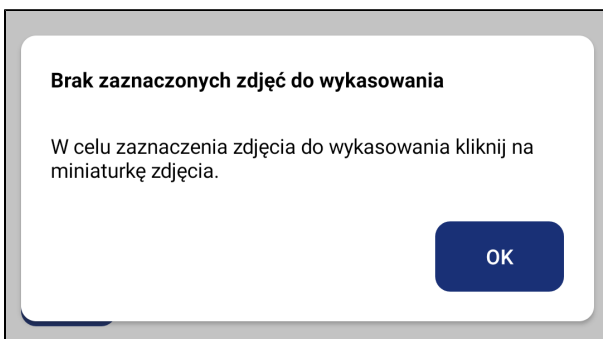 Brak zaznaczonych zdjęć do wykasowania
W celu zaznaczenia zdjęcia do wykasowania kliknij na
miniaturkę zdjęcia.
OK